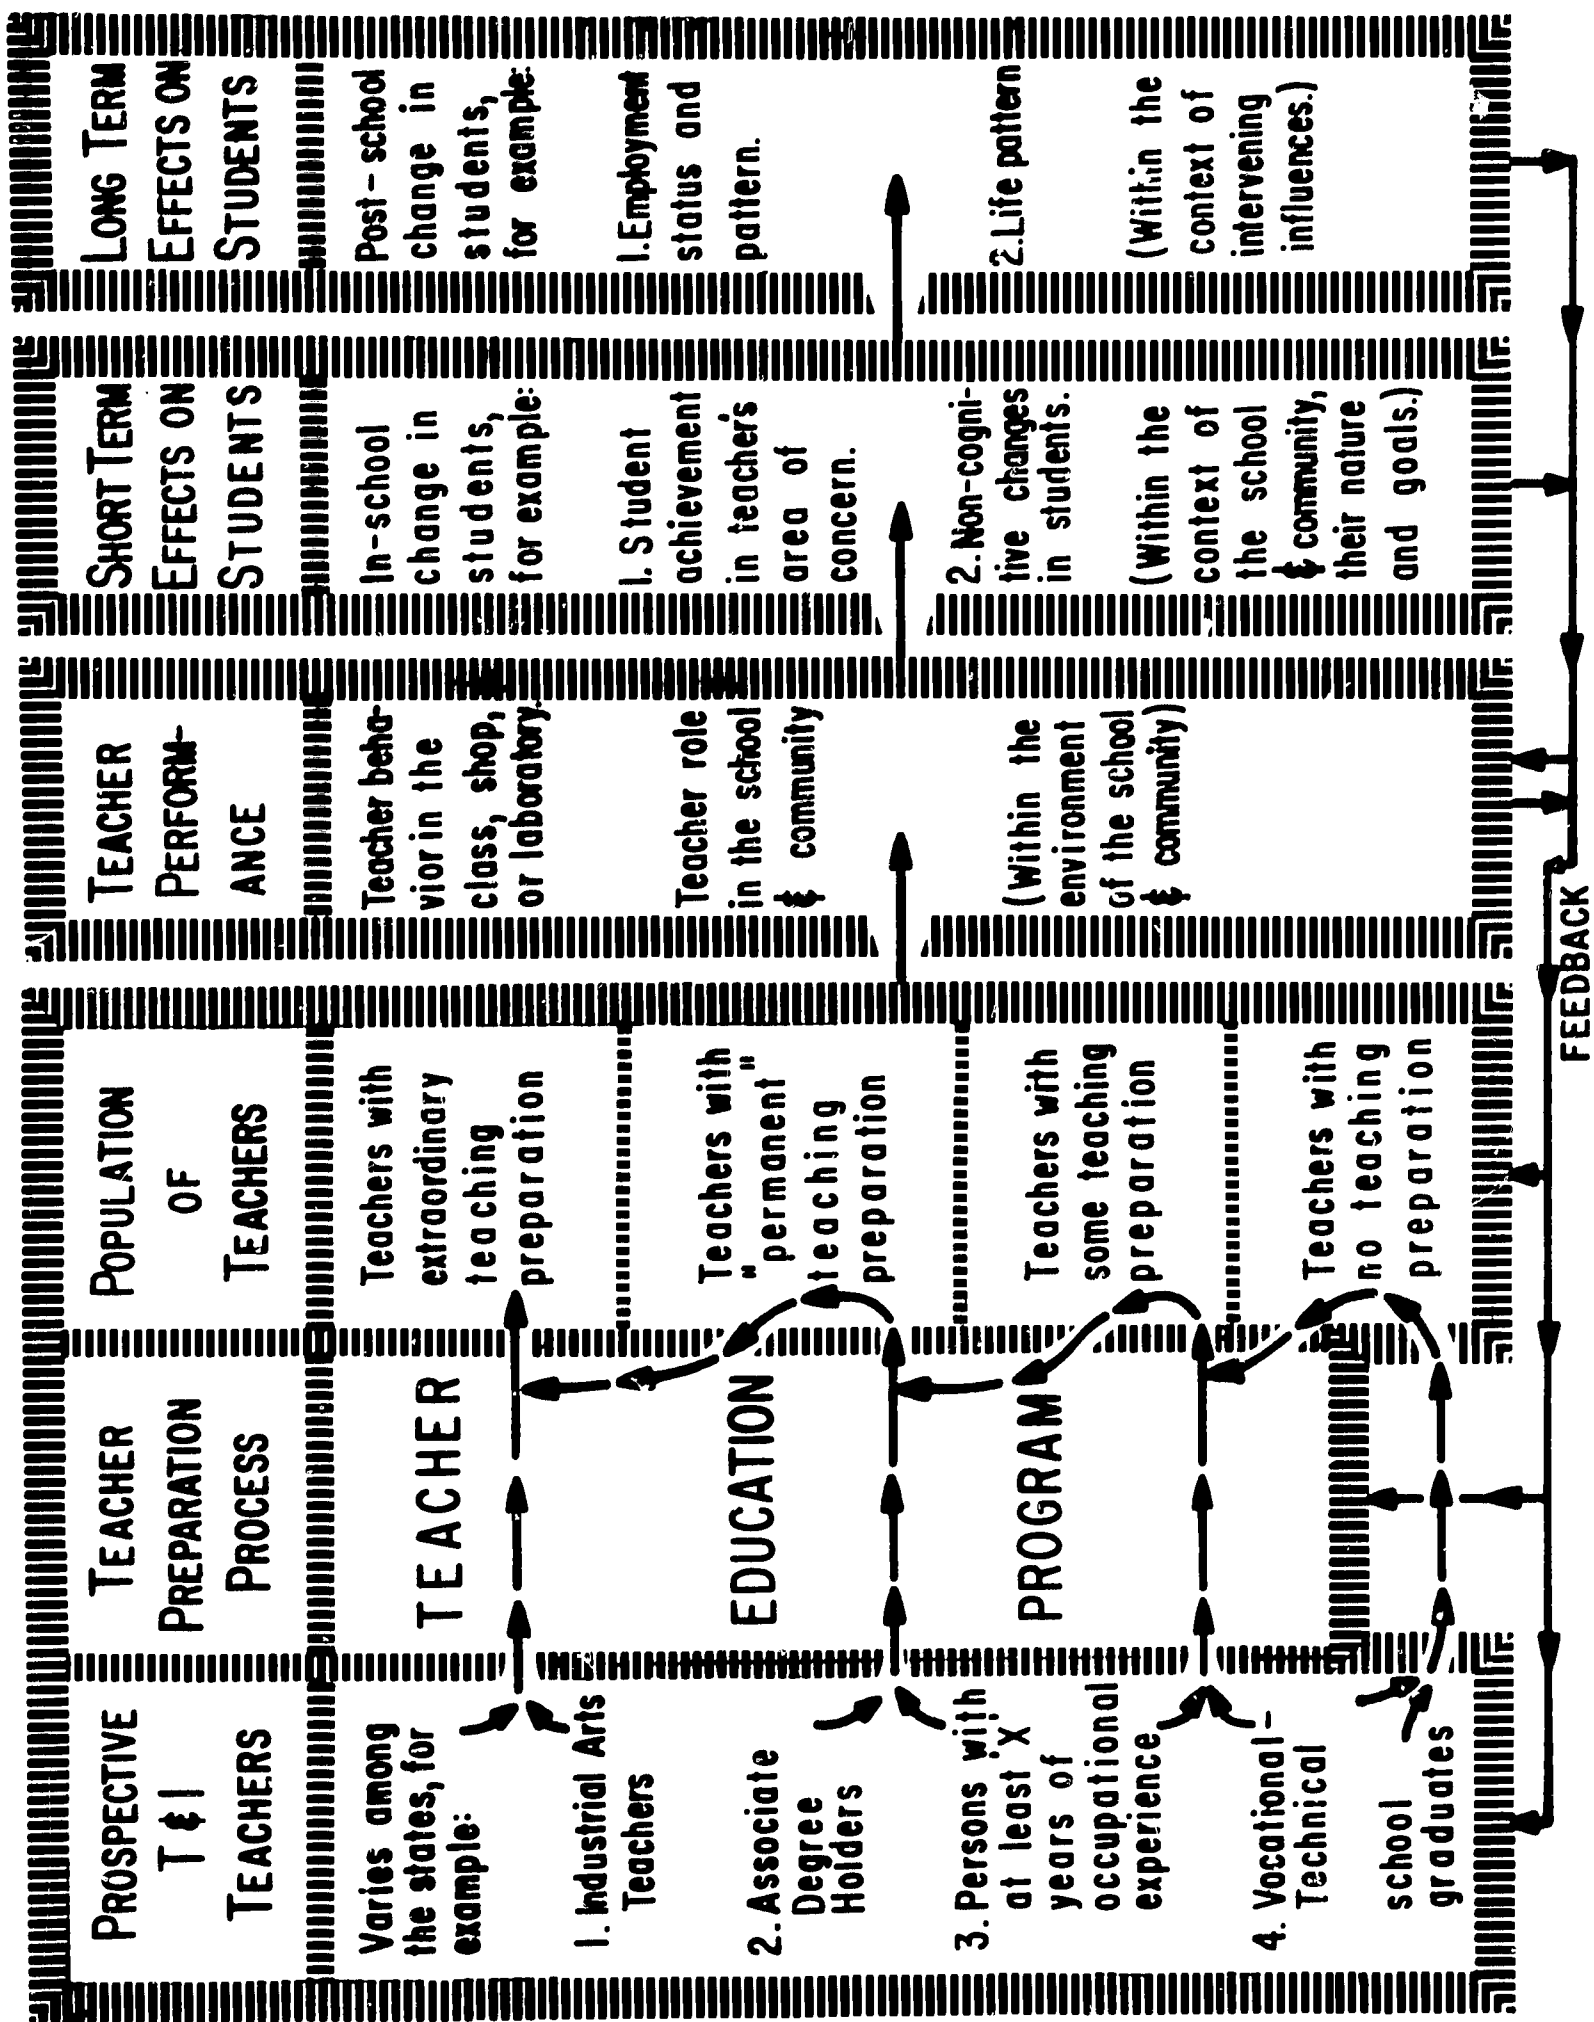 PROSPECTIVE
T & I
TEACHERS
Varies among
the states, for
example:
1. Industrial Arts
Teachers
2. Associate
Degree
Holders
3. Persons with
at least 'X'
years of
occupational
experience
4. Vocational-
Technical
school
graduates
TEACHER
PREPARATION
PROCESS
TEACHER
EDUCATION
PROGRAM
POPULATION
OF
TEACHERS
Teachers with
extraordinary
teaching
preparation
Teachers with
"permanent"
teaching
preparation
Teachers with
some teaching
preparation
Teachers with
no teaching
preparation
TEACHER
PERFORM-
ANCE
Teacher beha-
vior in the
class, shop,
or laboratory.
Teacher role
in the school
& community
(Within the
environment
of the school
& community)
SHORT TERM
EFFECTS ON
STUDENTS
In-school
change in
students,
for example:
1. Student
achievement
in teacher's
area of
concern.
2. Non-cogni-
tive changes
in students.
(Within the
context of
the school
& community,
their nature
and goals.)
LONG TERM
EFFECTS ON
STUDENTS
Post-school
change in
students,
for example:
1. Employment
status and
pattern.
2. Life pattern
(Within the
context of
intervening
influences.)
FEEDBACK